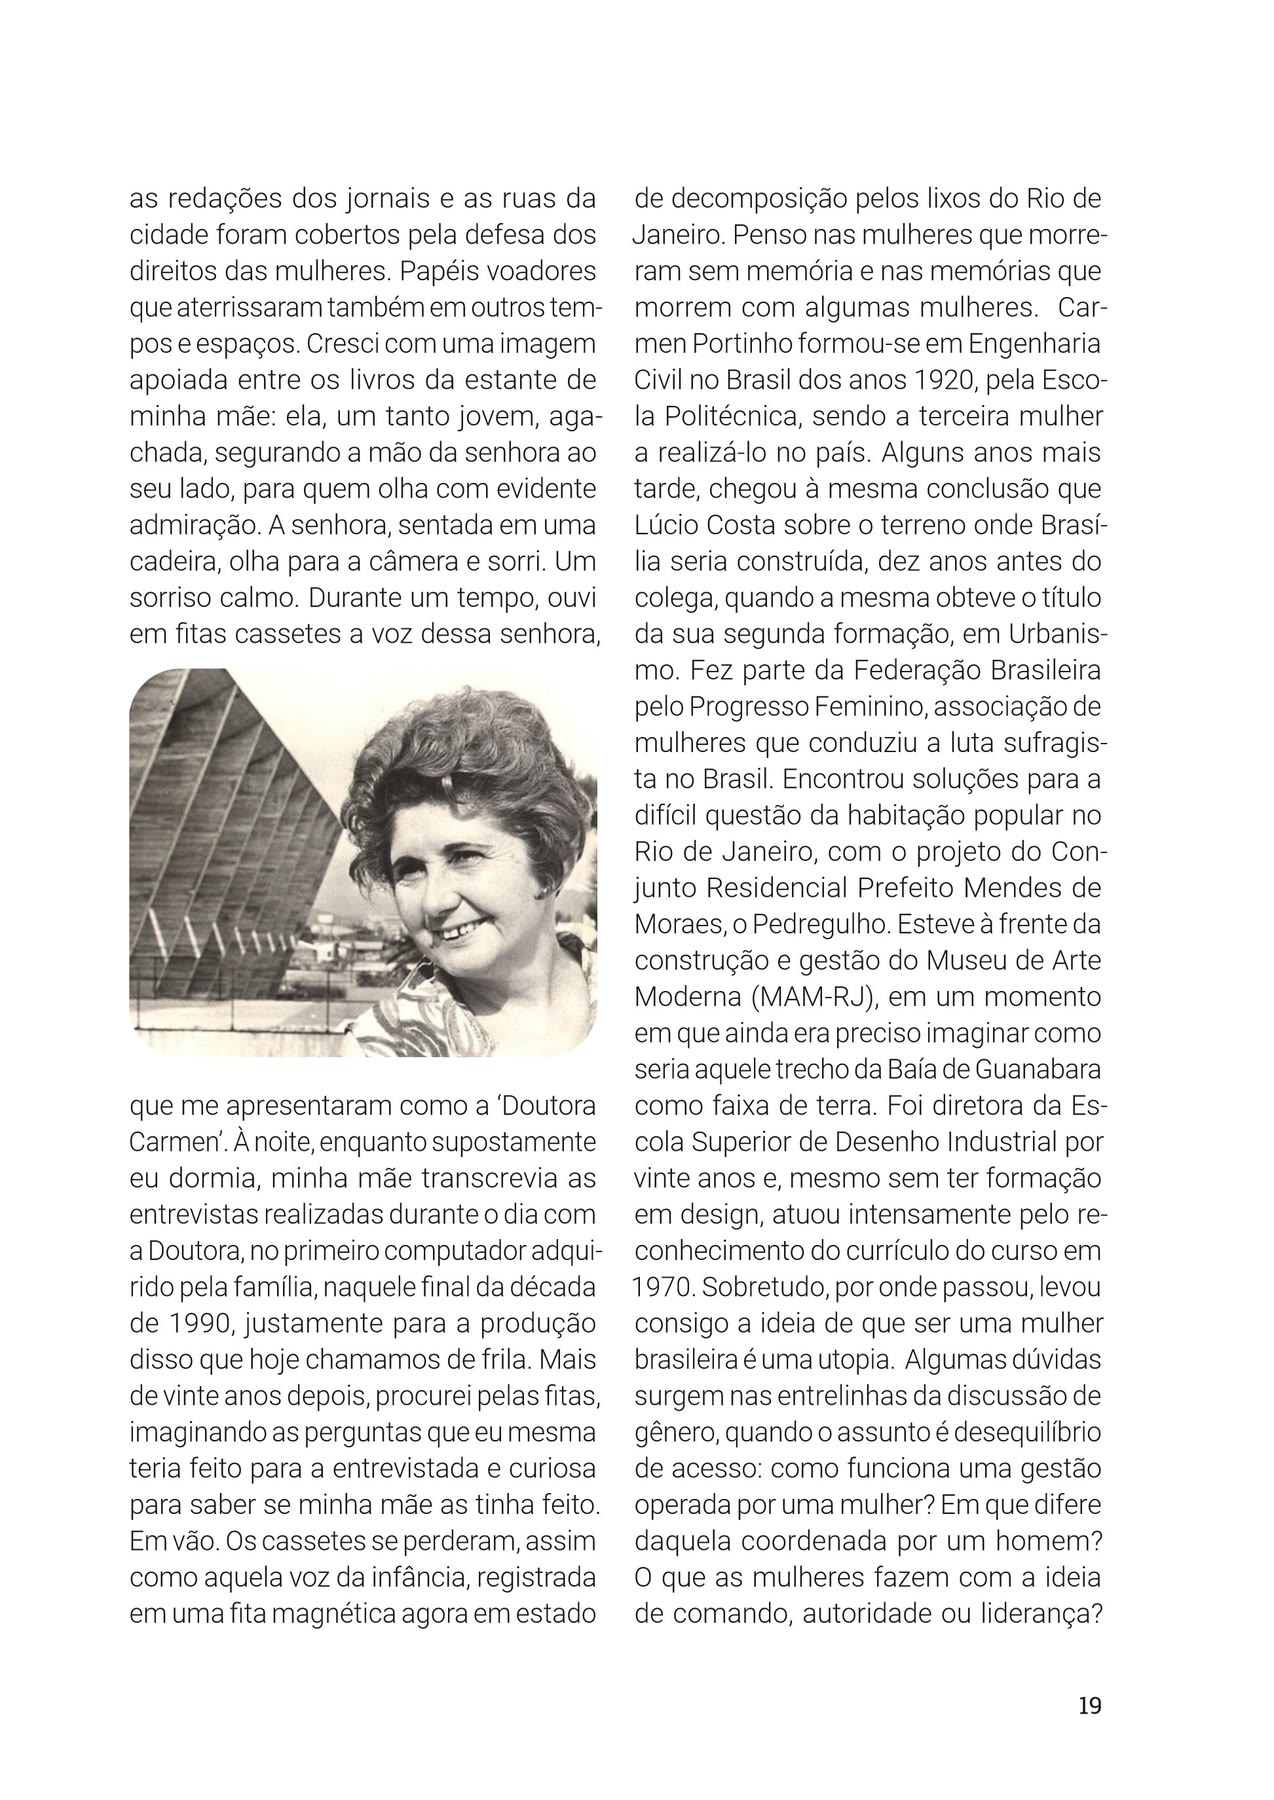 as redações dos jornais e as ruas da
cidade foram cobertos pela defesa dos
direitos das mulheres. Papéis voadores
que aterrissaram também em outros tem-
pos e espaços. Cresci com uma imagem
apoiada entre os livros da estante de
minha mãe: ela, um tanto jovem, aga-
chada, segurando a mão da senhora ao
seu lado, para quem olha com evidente
admiração. A senhora, sentada em uma
cadeira, olha para a câmera e sorri. Um
sorriso calmo. Durante um tempo, ouvi
em fitas cassetes a voz dessa senhora,
que me apresentaram como a ‘Doutora
Carmen’. À noite, enquanto supostamente
eu dormia, minha mãe transcrevia as
entrevistas realizadas durante o dia com
a Doutora, no primeiro computador adqui-
rido pela família, naquele final da década
de 1990, justamente para a produção
disso que hoje chamamos de frila. Mais
de vinte anos depois, procurei pelas fitas,
imaginando as perguntas que eu mesma
teria feito para a entrevistada e curiosa
para saber se minha mãe as tinha feito.
Em vão. Os cassetes se perderam, assim
como aquela voz da infância, registrada
em uma fita magnética agora em estado
de decomposição pelos lixos do Rio de
Janeiro. Penso nas mulheres que morre-
ram sem memória e nas memórias que
morrem com algumas mulheres. Car-
men Portinho formou-se em Engenharia
Civil no Brasil dos anos 1920, pela Esco-
la Politécnica, sendo a terceira mulher
a realizá-lo no país. Alguns anos mais
tarde, chegou à mesma conclusão que
Lúcio Costa sobre o terreno onde Brasí-
lia seria construída, dez anos antes do
colega, quando a mesma obteve o título
da sua segunda formação, em Urbanis-
mo. Fez parte da Federação Brasileira
pelo Progresso Feminino, associação de
mulheres que conduziu a luta sufragis-
ta no Brasil. Encontrou soluções para a
difícil questão da habitação popular no
Rio de Janeiro, com o projeto do Con-
junto Residencial Prefeito Mendes de
Moraes, o Pedregulho. Esteve à frente da
construção e gestão do Museu de Arte
Moderna (MAM-RJ), em um momento
em que ainda era preciso imaginar como
seria aquele trecho da Baía de Guanabara
como faixa de terra. Foi diretora da Es-
cola Superior de Desenho Industrial por
vinte anos e, mesmo sem ter formação
em design, atuou intensamente pelo re-
conhecimento do currículo do curso em
1970. Sobretudo, por onde passou, levou
consigo a ideia de que ser uma mulher
brasileira é uma utopia. Algumas dúvidas
surgem nas entrelinhas da discussão de
gênero, quando o assunto é desequilíbrio
de acesso: como funciona uma gestão
operada por uma mulher? Em que difere
daquela coordenada por um homem?
O que as mulheres fazem com a ideia
de comando, autoridade ou liderança?
19